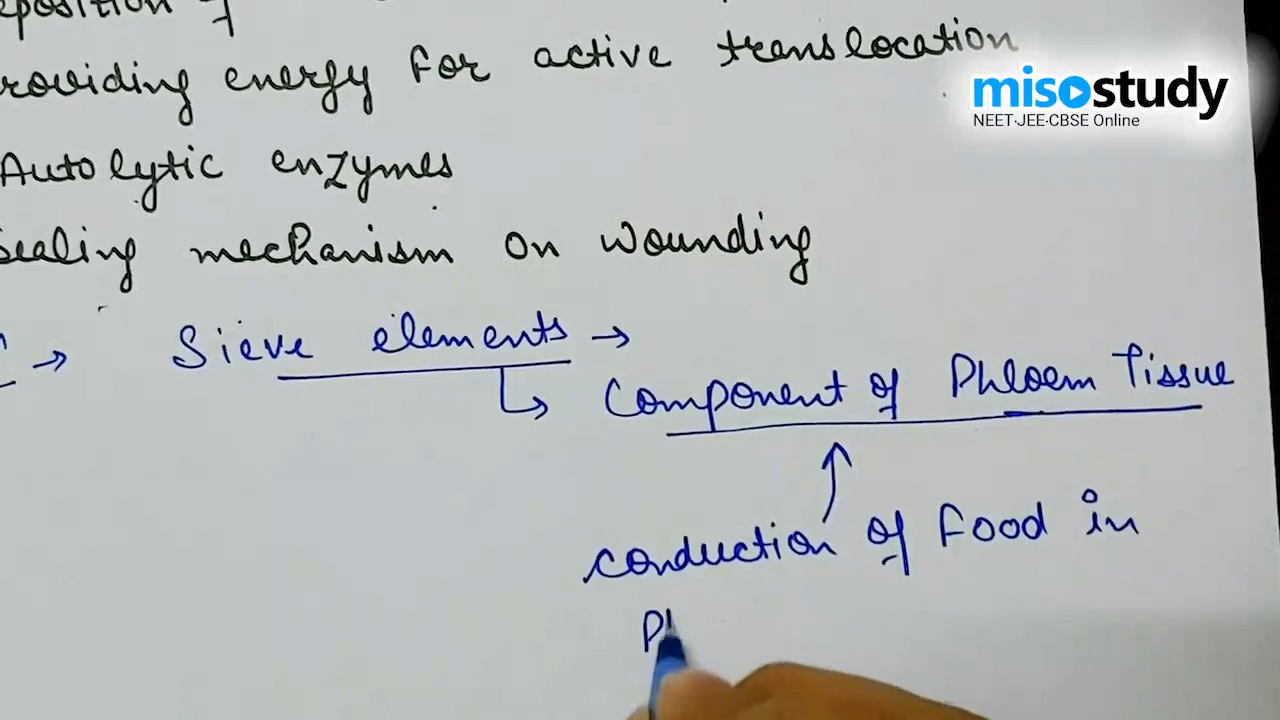 roviding energy for active translocation
misostudy
NEET·JEE·CBSE Online
Autolytic enzymes
Sealing mechanism on wounding
→ Sieve elements →
↳ Component of Phloem Tissue
↑
conduction of Food in